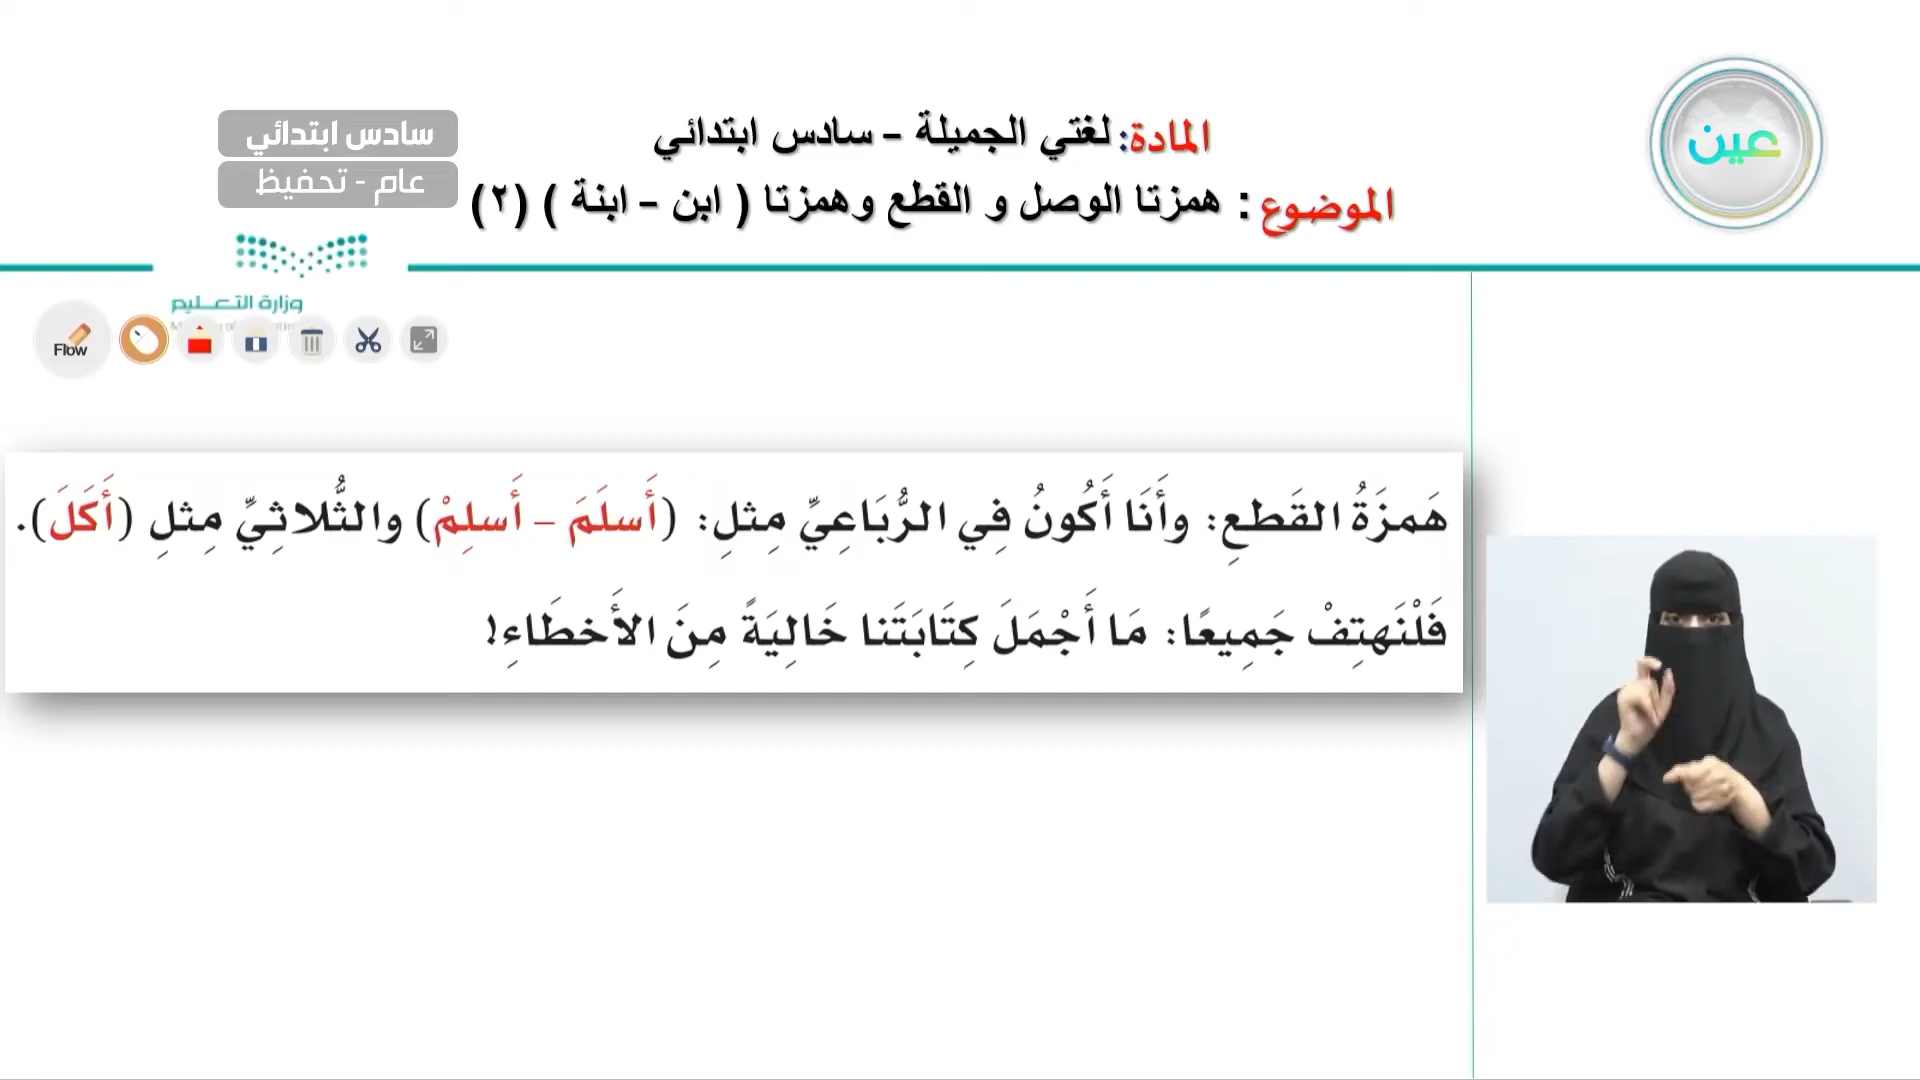 المادة: لغتي الجميلة – سادس ابتدائي
الموضوع : همزتا الوصل و القطع وهمزتا ( ابن – ابنة ) (٢)
سادس ابتدائي
عام - تحفيظ
عين
وزارة التعليم
Flow
هَمزَةُ القَطعِ: وأَنَا أَكُونُ فِي الرُّبَاعِيِّ مِثلِ: (أَسلَمَ – أَسلِمْ) والثُّلاثِيِّ مِثلِ (أَكَلَ).
فَلْنَهتِفْ جَمِيعًا: مَا أَجْمَلَ كِتَابَتَنا خَالِيَةً مِنَ الأَخطَاءِ!